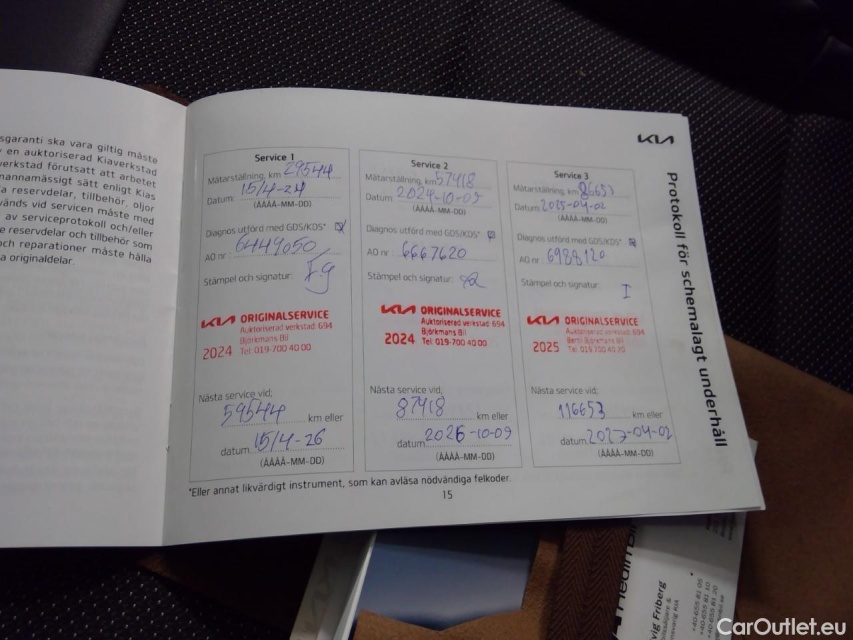 sgaranti ska vara giltig måste
en auktoriserad Kiaverkstad
verkstad förutsatt att arbetet
nnamässigt sätt enligt Kias
a reservdelar, tillbehör, oljor
vänds vid servicen måste med
av serviceprotokoll och/eller
e reservdelar och tillbehör som
och reparationer måste hålla
a originaldelar.
KIA
Protokoll för schemalagt underhåll
Service 1
Mätarställning, km 29544
Datum: 15/4-24
(ÅÅÅÅ-MM-DD)
Diagnos utförd med GDS/KDS*
AO nr 6449050
Stämpel och signatur:
KIA ORIGINALSERVICE
Auktoriserad verkstad 694
Björkmans Bil
2024 Tel: 019-700 40 00
Nästa service vid;
59544 km eller
datum 15/4-26
(ÅÅÅÅ-MM-DD)
Service 2
Mätarställning, km 57418
Datum: 2024-10-09
(ÅÅÅÅ-MM-DD)
Diagnos utförd med GDS/KDS*
AO nr 6667620
Stämpel och signatur:
KIA ORIGINALSERVICE
Auktoriserad verkstad 694
Björkmans Bil
2024 Tel: 019-700 40 00
Nästa service vid;
87418 km eller
datum 2026-10-09
(ÅÅÅÅ-MM-DD)
Service 3
Mätarställning, km 86653
Datum: 2025-04-02
(ÅÅÅÅ-MM-DD)
Diagnos utförd med GDS/KDS*
AO nr 6988120
Stämpel och signatur:
KIA ORIGINALSERVICE
Auktoriserad verkstad 694
Bil
2025 Tel: 019-700 40 00
Nästa service vid;
116653 km eller
datum 2027-04-02
(ÅÅÅÅ-MM-DD)
*Eller annat likvärdigt instrument, som kan avläsa nödvändiga felkoder.
15
Friberg
CarOutlet.eu